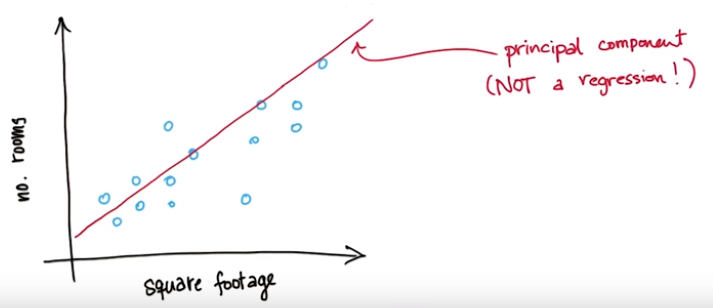 principal component
(NOT a regression!)
no. rooms
square footage